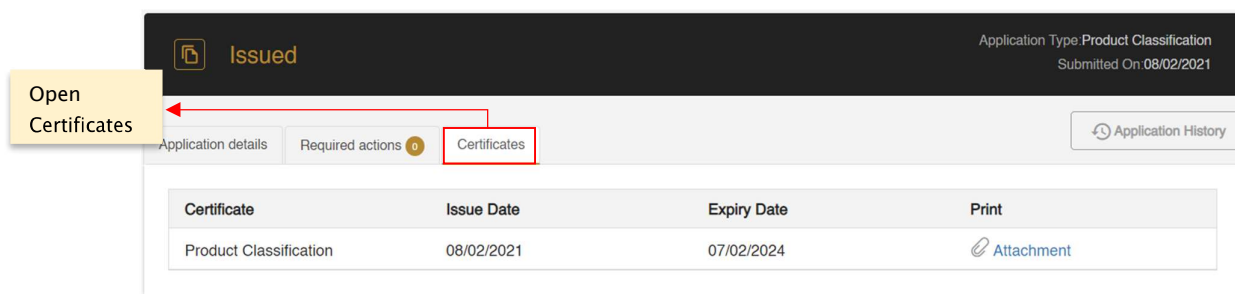 Issued
Application Type:Product Classification
Submitted On:08/02/2021
Open
Certificates
Application details
Required actions 0
Certificates
Application History
Certificate Issue Date Expiry Date Print
Product Classification 08/02/2021 07/02/2024 Attachment